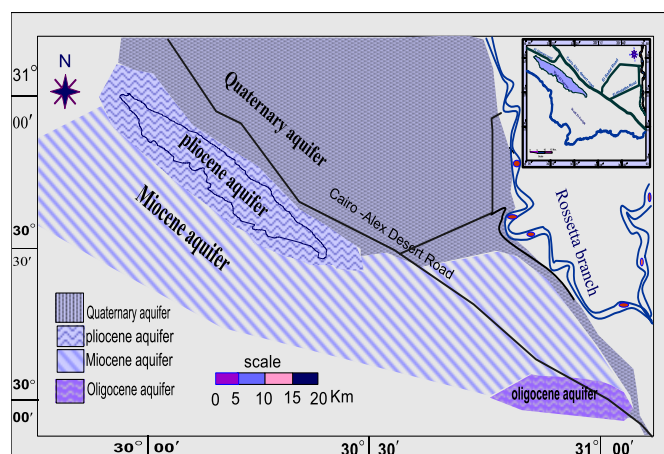 N
31°
00'
30°
30'
30°
00'
Quaternary aquifer
pliocene aquifer
Miocene aquifer
Cairo -Alex Desert Road
Rossetta branch
oligocene aquifer
Quaternary aquifer
pliocene aquifer
Miocene aquifer
Oligocene aquifer
scale
0 5 10 15 20 Km
30° 00' 30° 30' 31° 00'